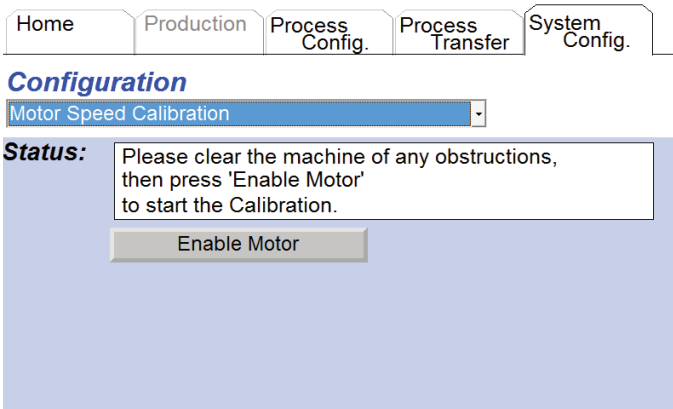 Home
Production
Process
Config.
Process
Transfer
System
Config.
Configuration
Motor Speed Calibration
Status:
Please clear the machine of any obstructions,
then press 'Enable Motor'
to start the Calibration.
Enable Motor